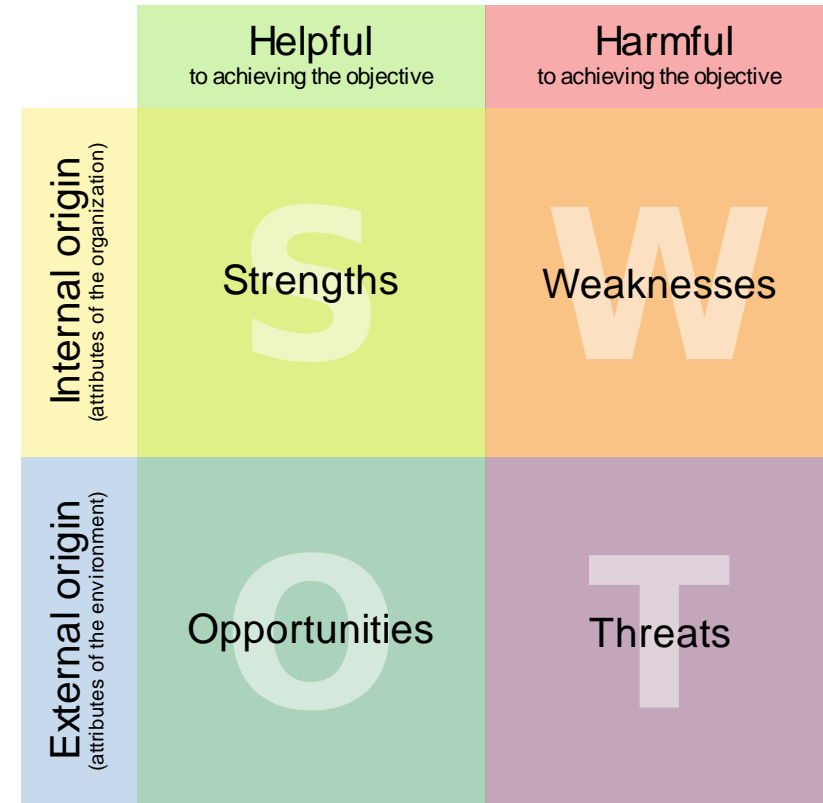 Helpful
to achieving the objective
Harmful
to achieving the objective
Internal origin
(attributes of the organization)
S
Strengths
W
Weaknesses
External origin
(attributes of the environment)
O
Opportunities
T
Threats